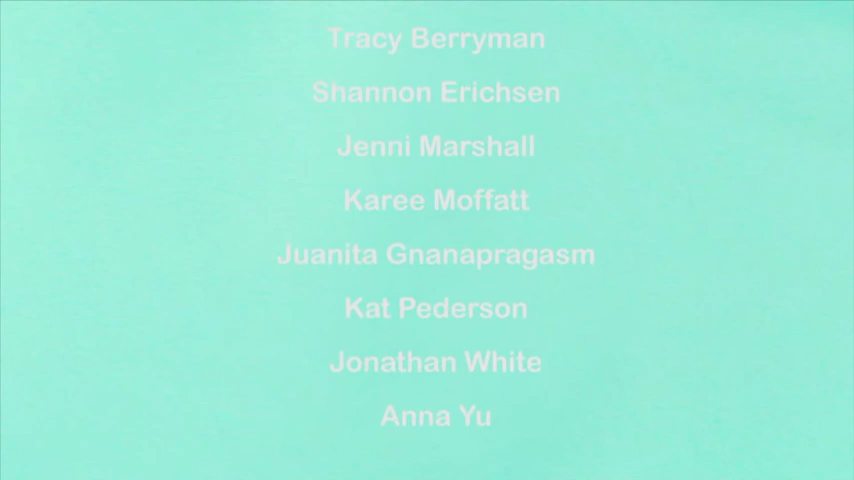 Tracy Berryman
Shannon Erichsen
Jenni Marshall
Karee Moffatt
Juanita Gnanapragasm
Kat Pederson
Jonathan White
Anna Yu